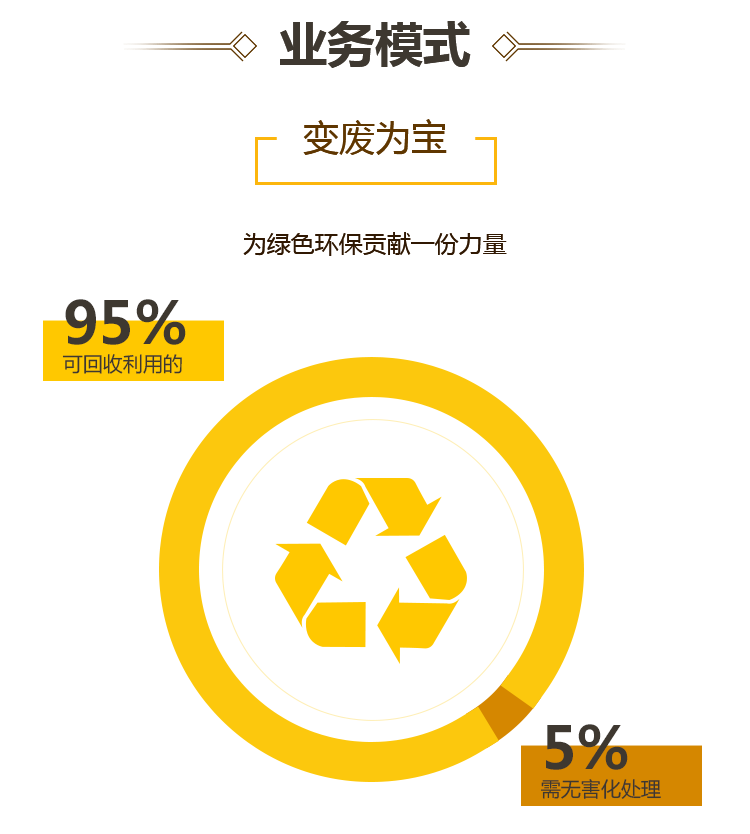 业务模式
变废为宝
为绿色环保贡献一份力量
95%
可回收利用的
5%
需无害化处理